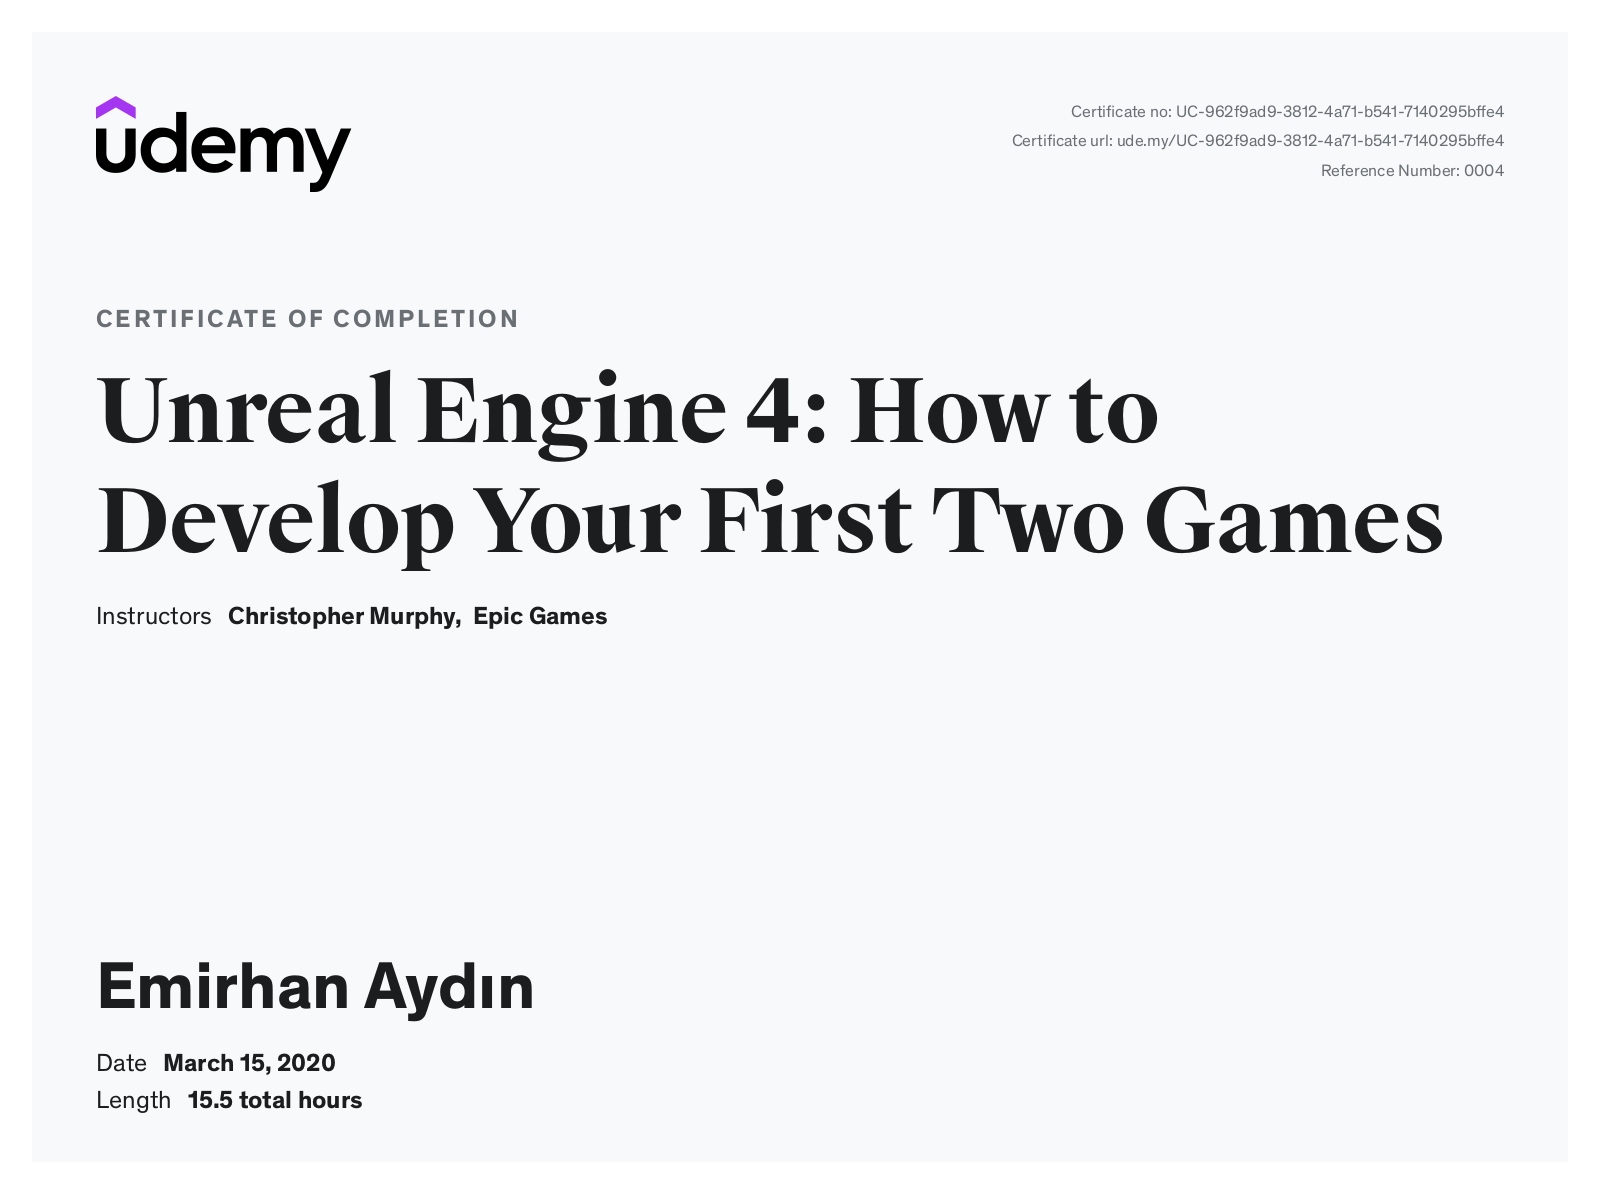 udemy
Certificate no: UC-962f9ad9-3812-4a71-b541-7140295bffe4
Certificate url: ude.my/UC-962f9ad9-3812-4a71-b541-7140295bffe4
Reference Number: 0004
CERTIFICATE OF COMPLETION
Unreal Engine 4: How to
Develop Your First Two Games
Instructors Christopher Murphy, Epic Games
Emirhan Aydın
Date March 15, 2020
Length 15.5 total hours